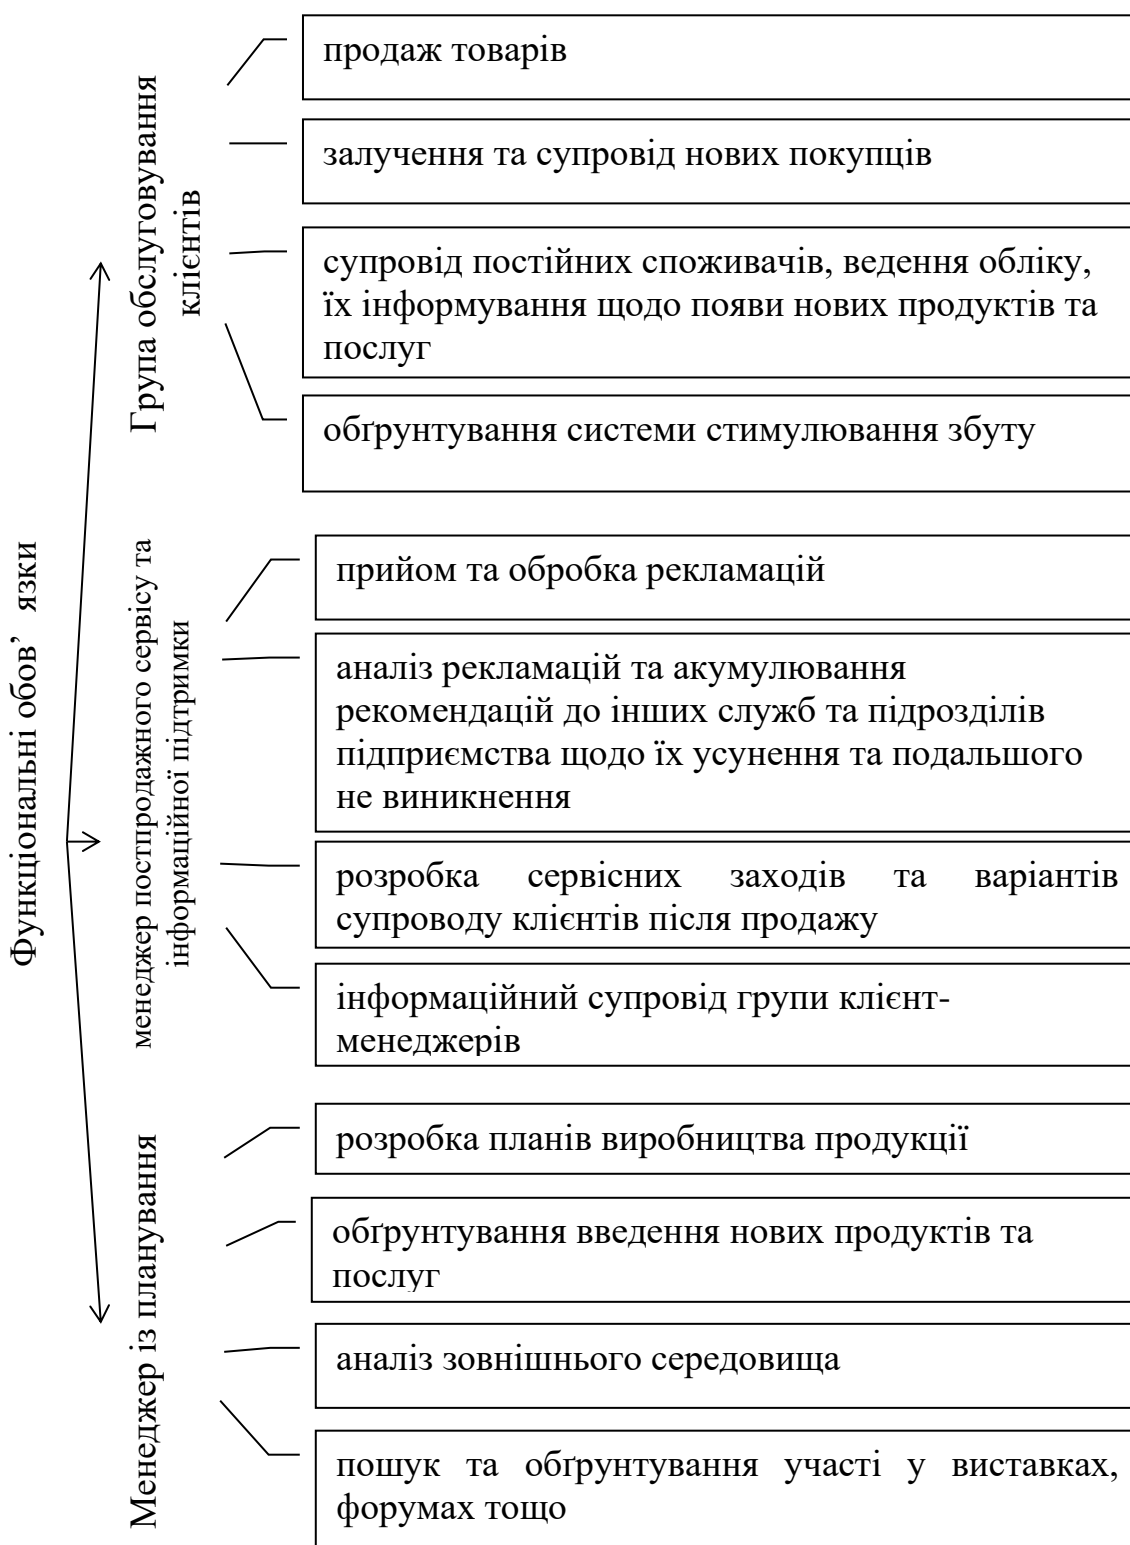 Функціональні обов’ язки
Група обслуговування
клієнтів
продаж товарів
залучення та супровід нових покупців
супровід постійних споживачів, ведення обліку,
їх інформування щодо появи нових продуктів та
послуг
обґрунтування системи стимулювання збуту
менеджер постпродажного сервісу та
інформаційної підтримки
прийом та обробка рекламацій
аналіз рекламацій та акумулювання
рекомендацій до інших служб та підрозділів
підприємства щодо їх усунення та подальшого
не виникнення
розробка сервісних заходів та варіантів
супроводу клієнтів після продажу
інформаційний супровід групи клієнт-
менеджерів
Менеджер із планування
розробка планів виробництва продукції
обґрунтування введення нових продуктів та
послуг
аналіз зовнішнього середовища
пошук та обґрунтування участі у виставках,
форумах тощо